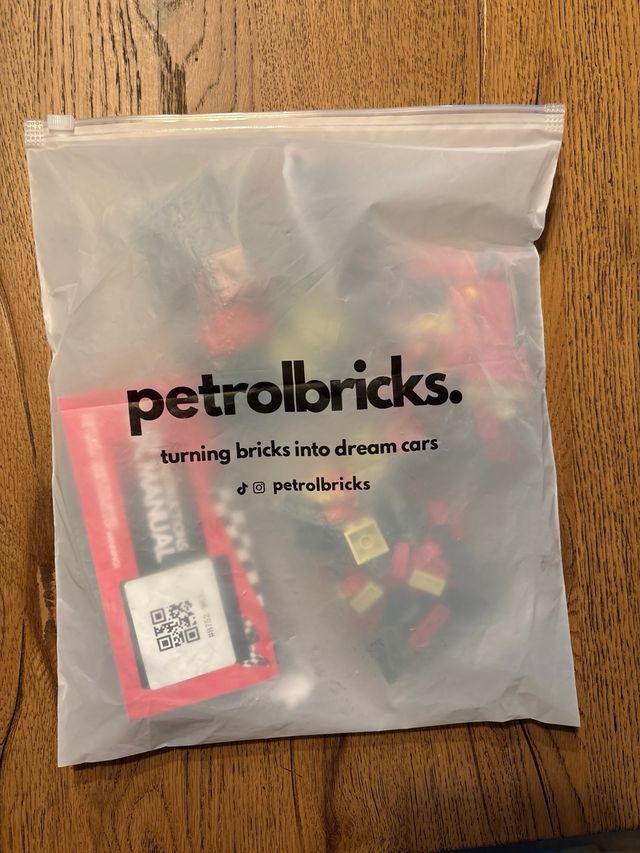 petrolbricks.
turning bricks into dream cars
petrolbricks
MANUAL